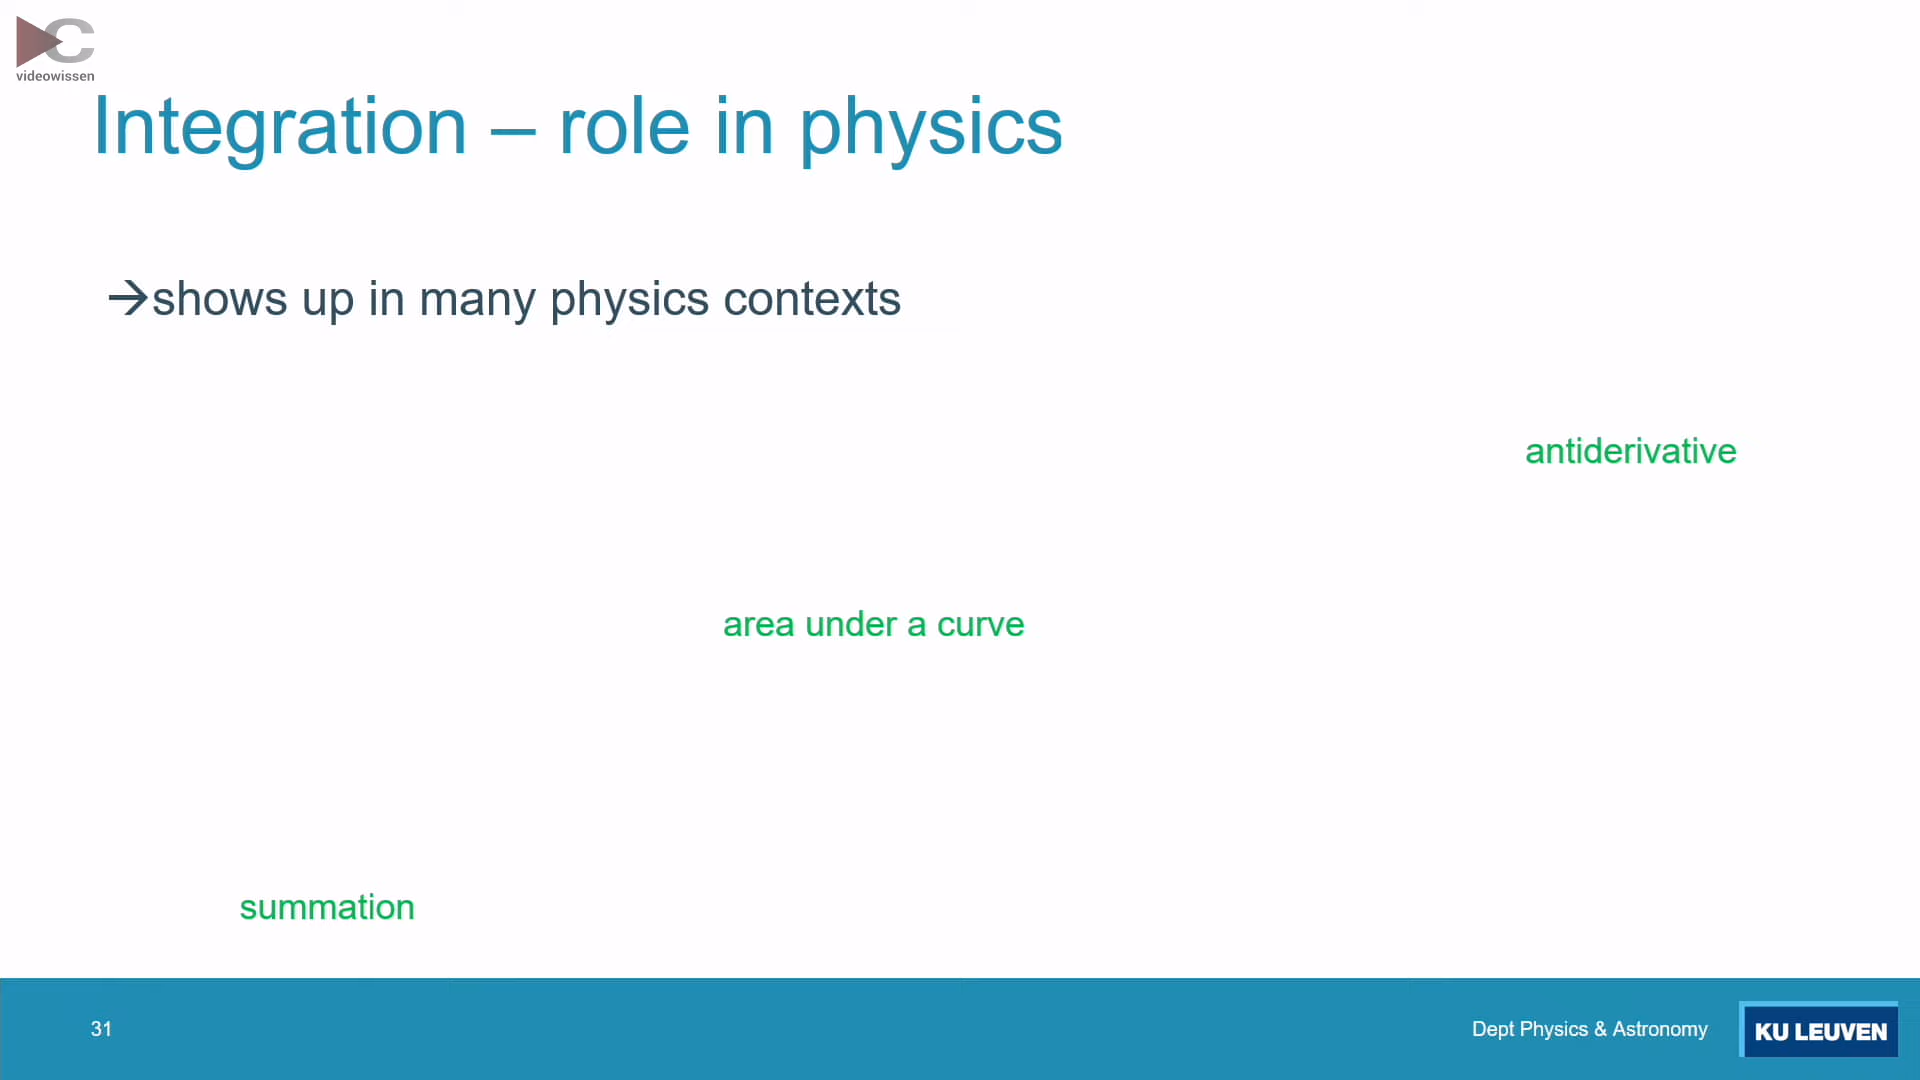 videowissen
Integration – role in physics
→shows up in many physics contexts
antiderivative
area under a curve
summation
31
Dept Physics & Astronomy
KU LEUVEN